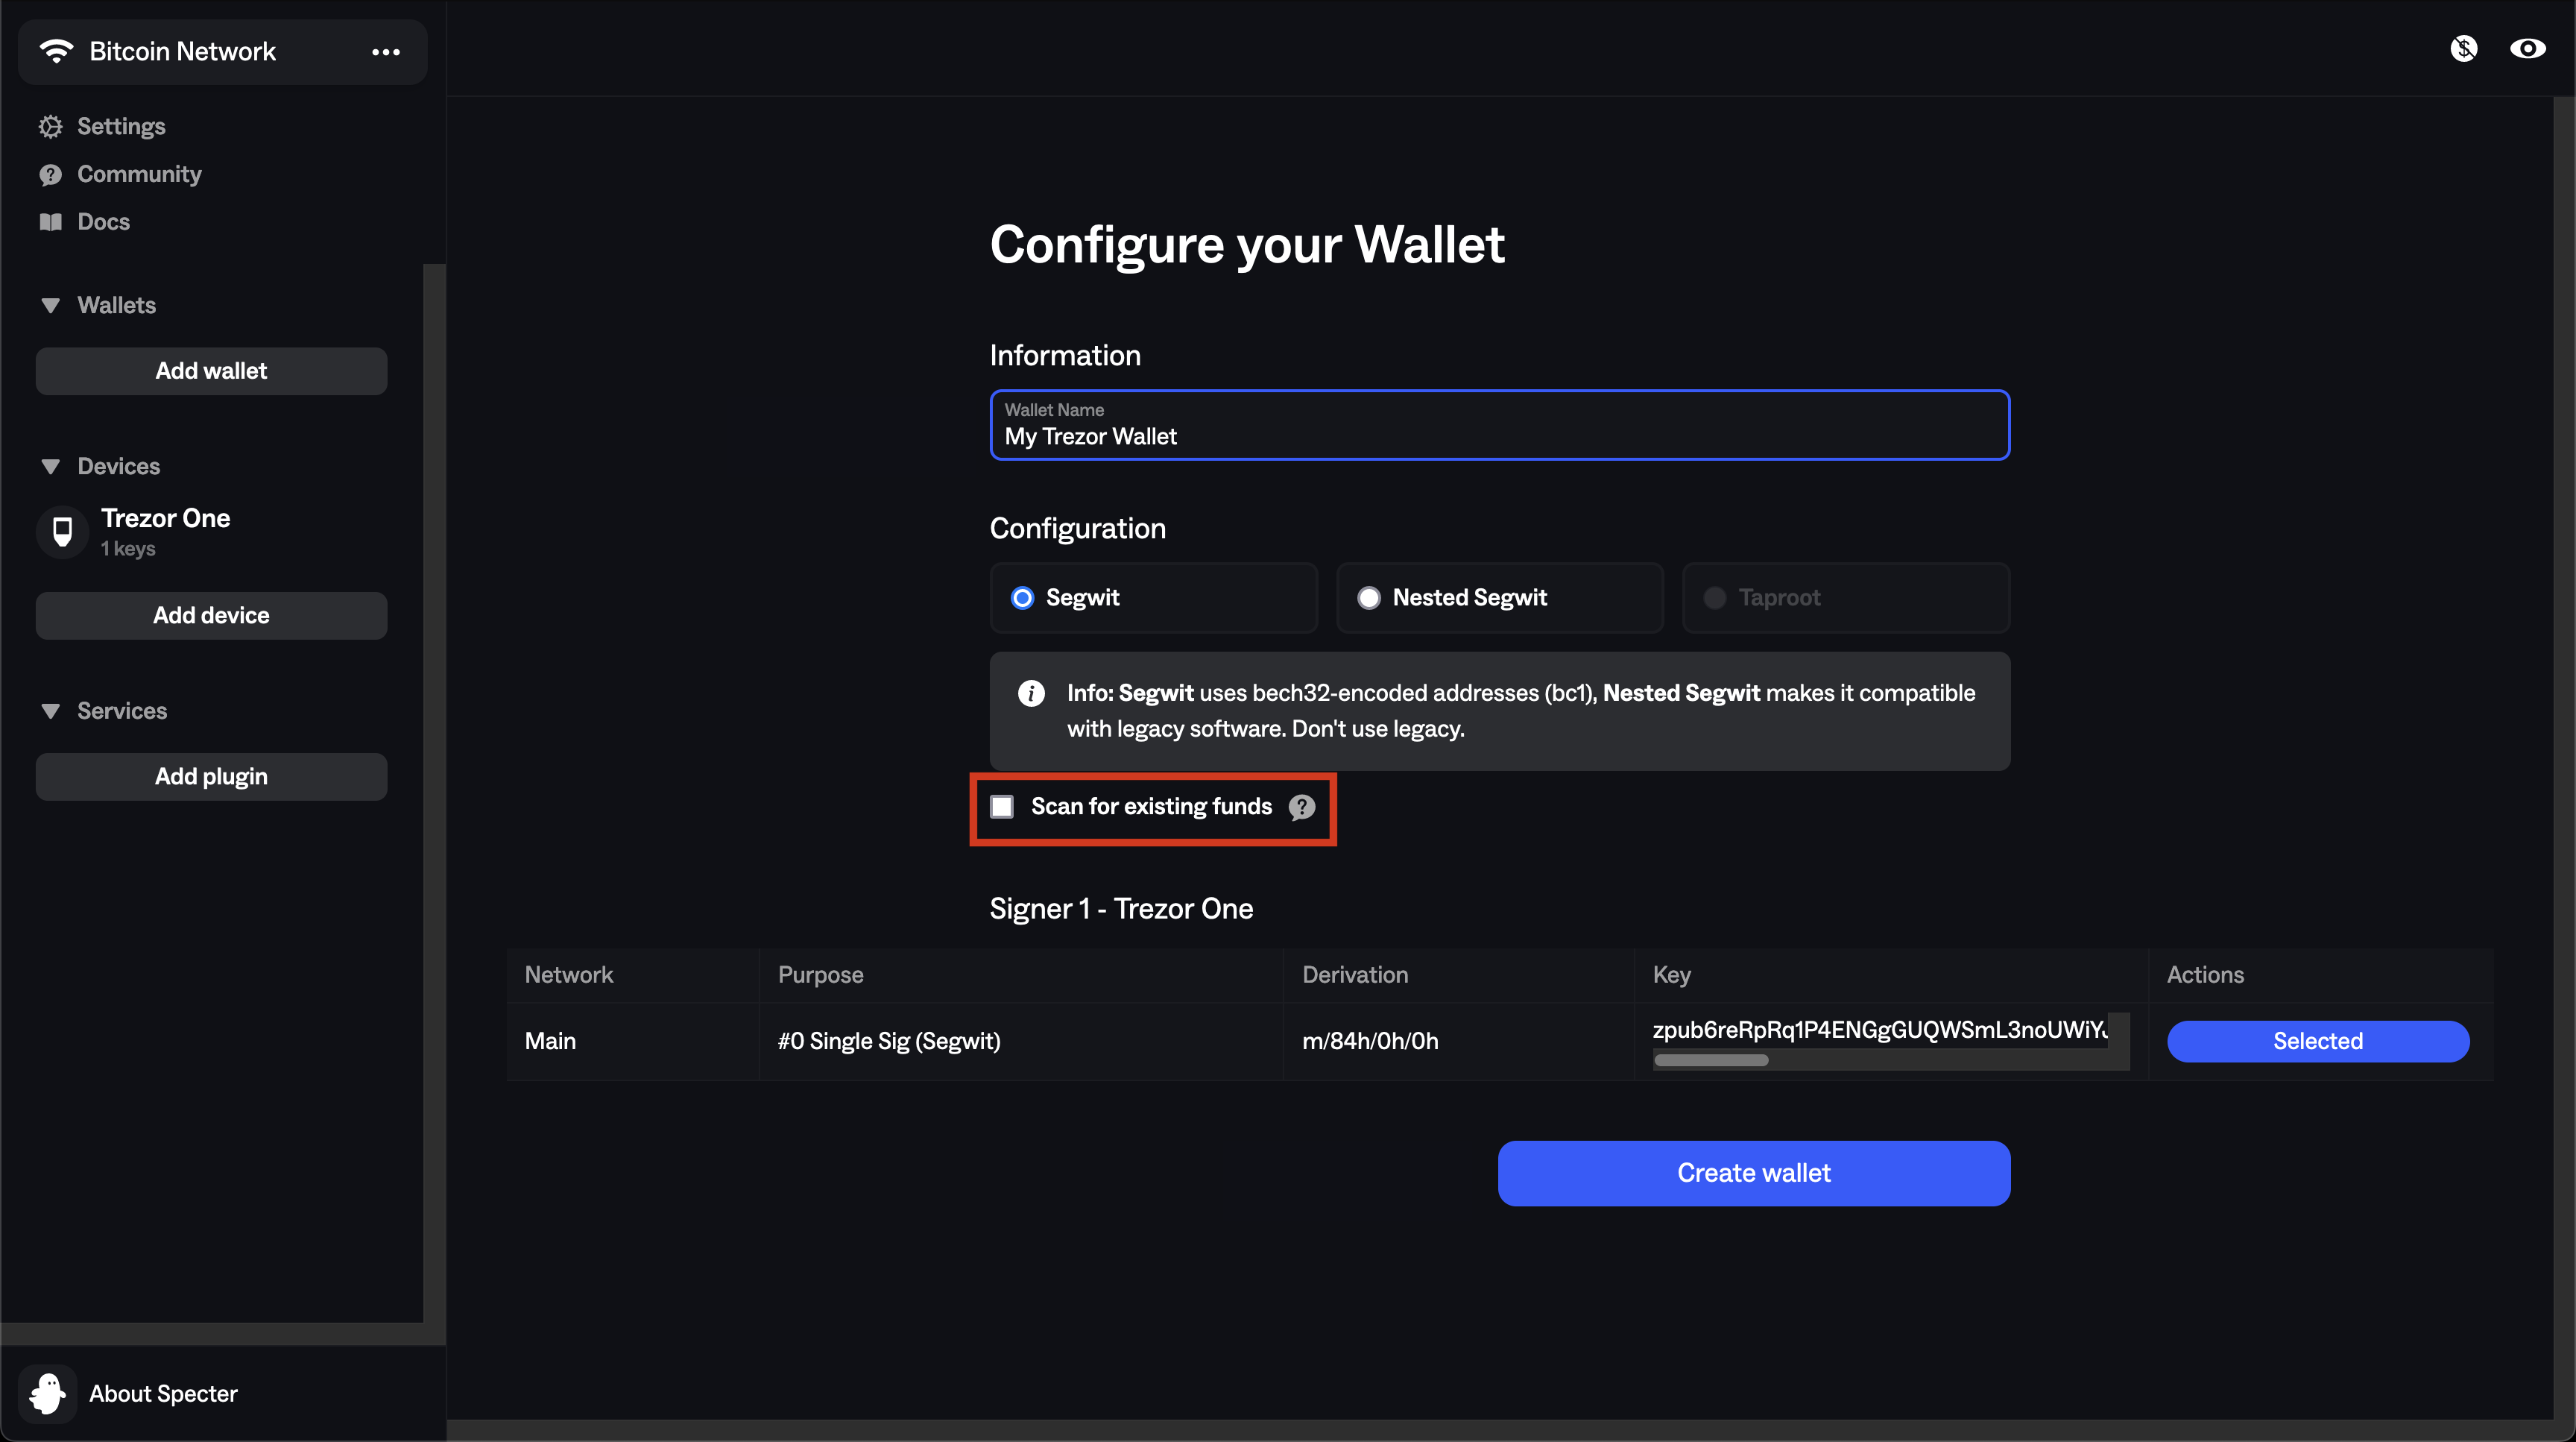 Bitcoin Network
Settings
Community
Docs
Wallets
Add wallet
Devices
Trezor One
1 keys
Add device
Services
Add plugin
About Specter
Configure your Wallet
Information
Wallet Name
My Trezor Wallet
Configuration
Segwit
Nested Segwit
Taproot
Info: Segwit uses bech32-encoded addresses (bc1), Nested Segwit makes it compatible
with legacy software. Don't use legacy.
Scan for existing funds
Signer 1 - Trezor One
Network Purpose Derivation Key Actions
Main #0 Single Sig (Segwit) m/84h/0h/0h zpub6reRpRq1P4ENGgGUQWSmL3noUWiYJ Selected
Create wallet